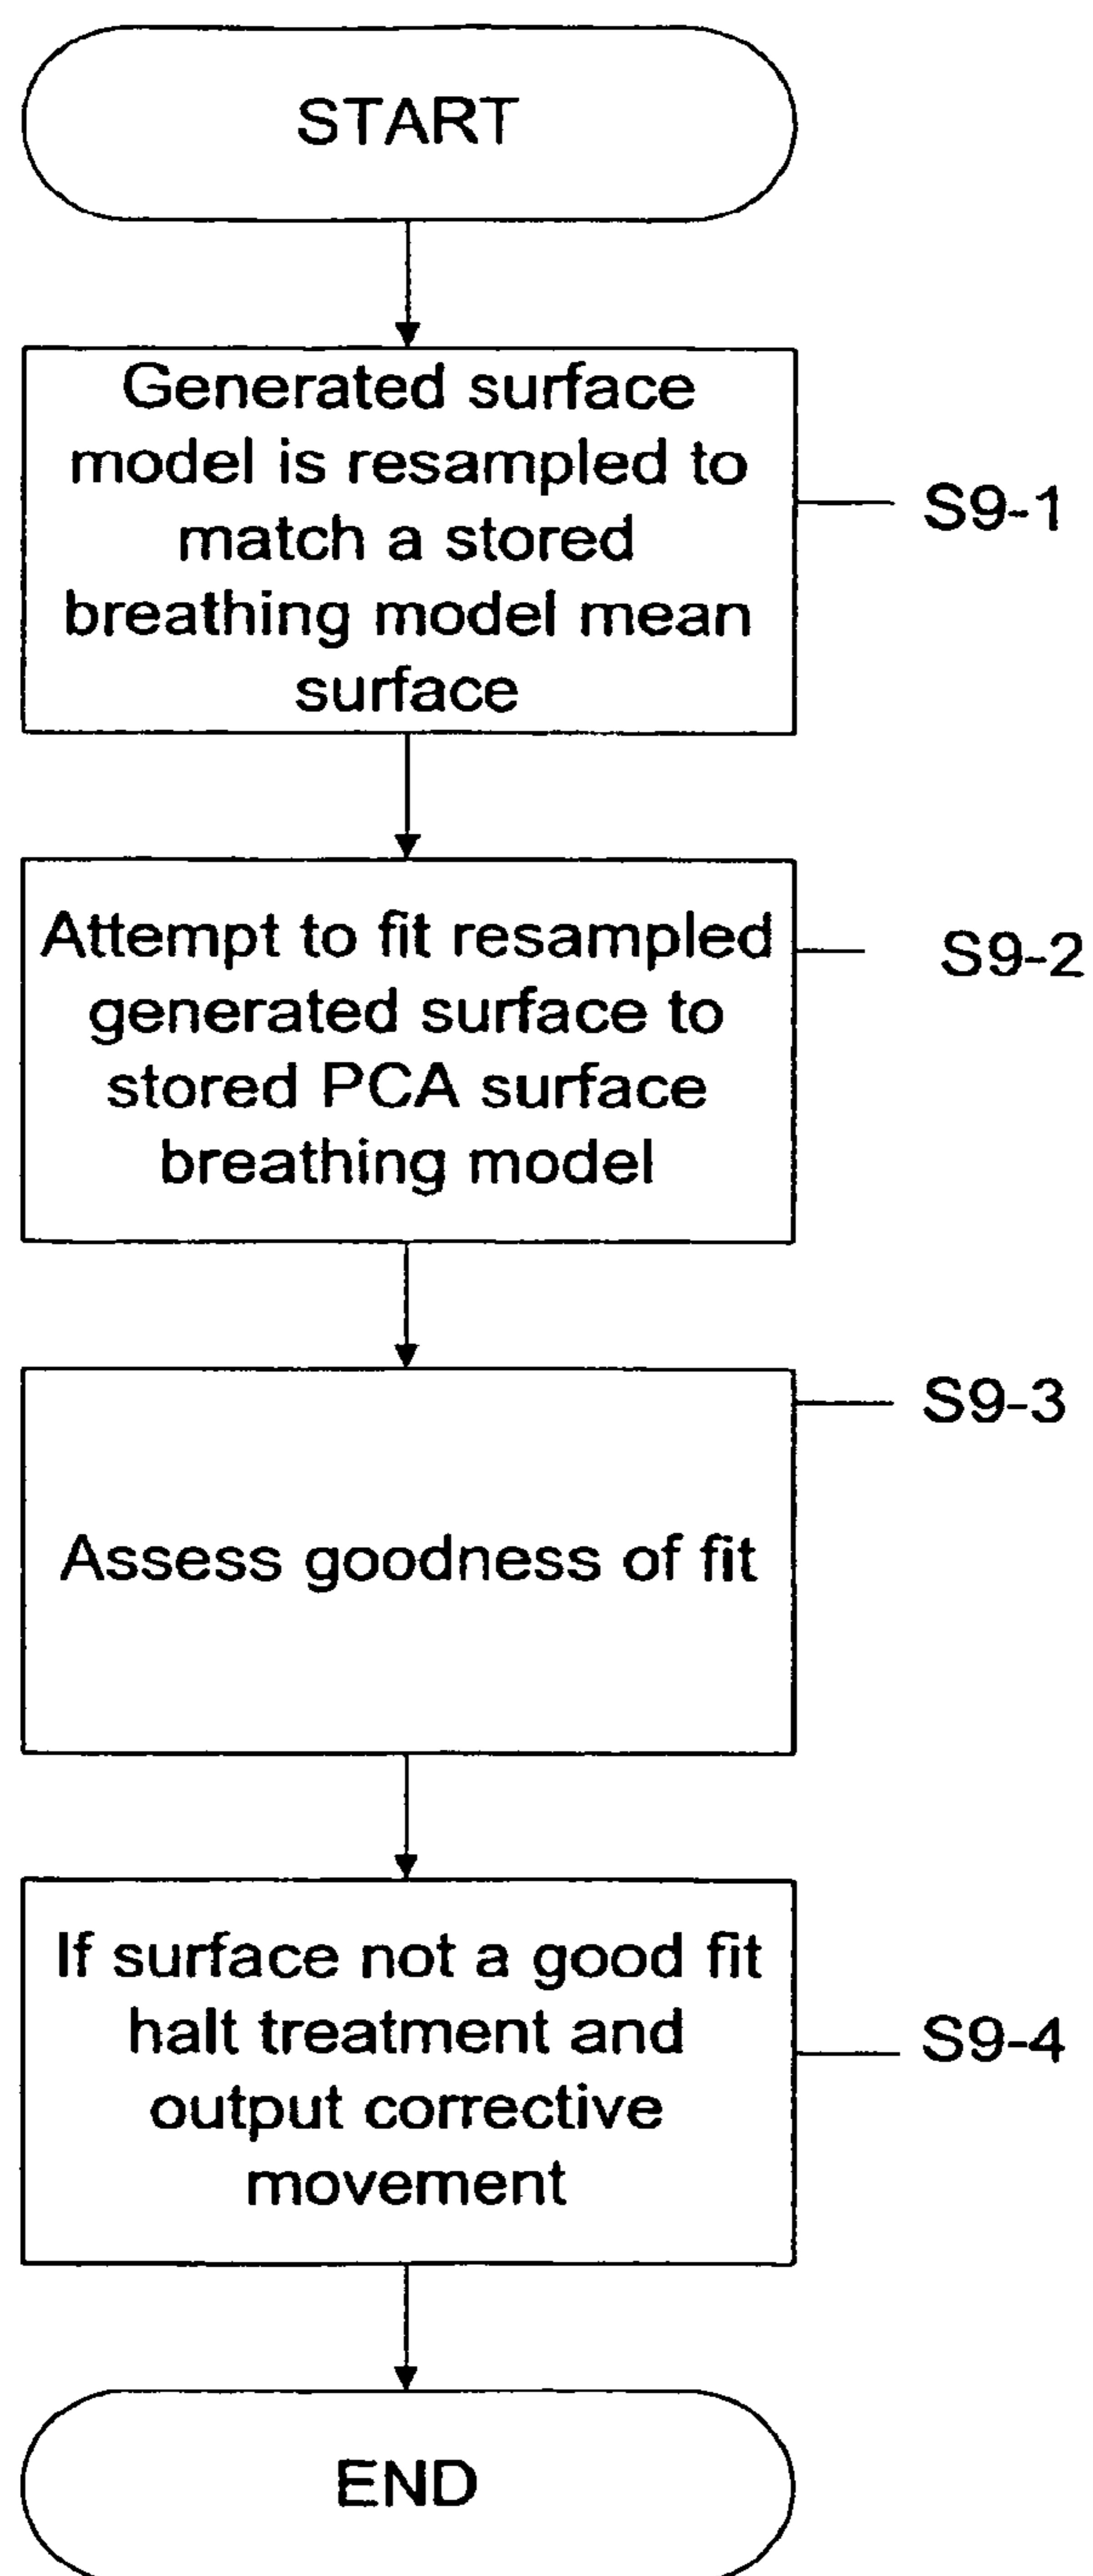 START
Generated surface
model is resampled to
match a stored
breathing model mean
surface
S9-1
Attempt to fit resampled
generated surface to
stored PCA surface
breathing model
S9-2
Assess goodness of fit
S9-3
If surface not a good fit
halt treatment and
output corrective
movement
S9-4
END